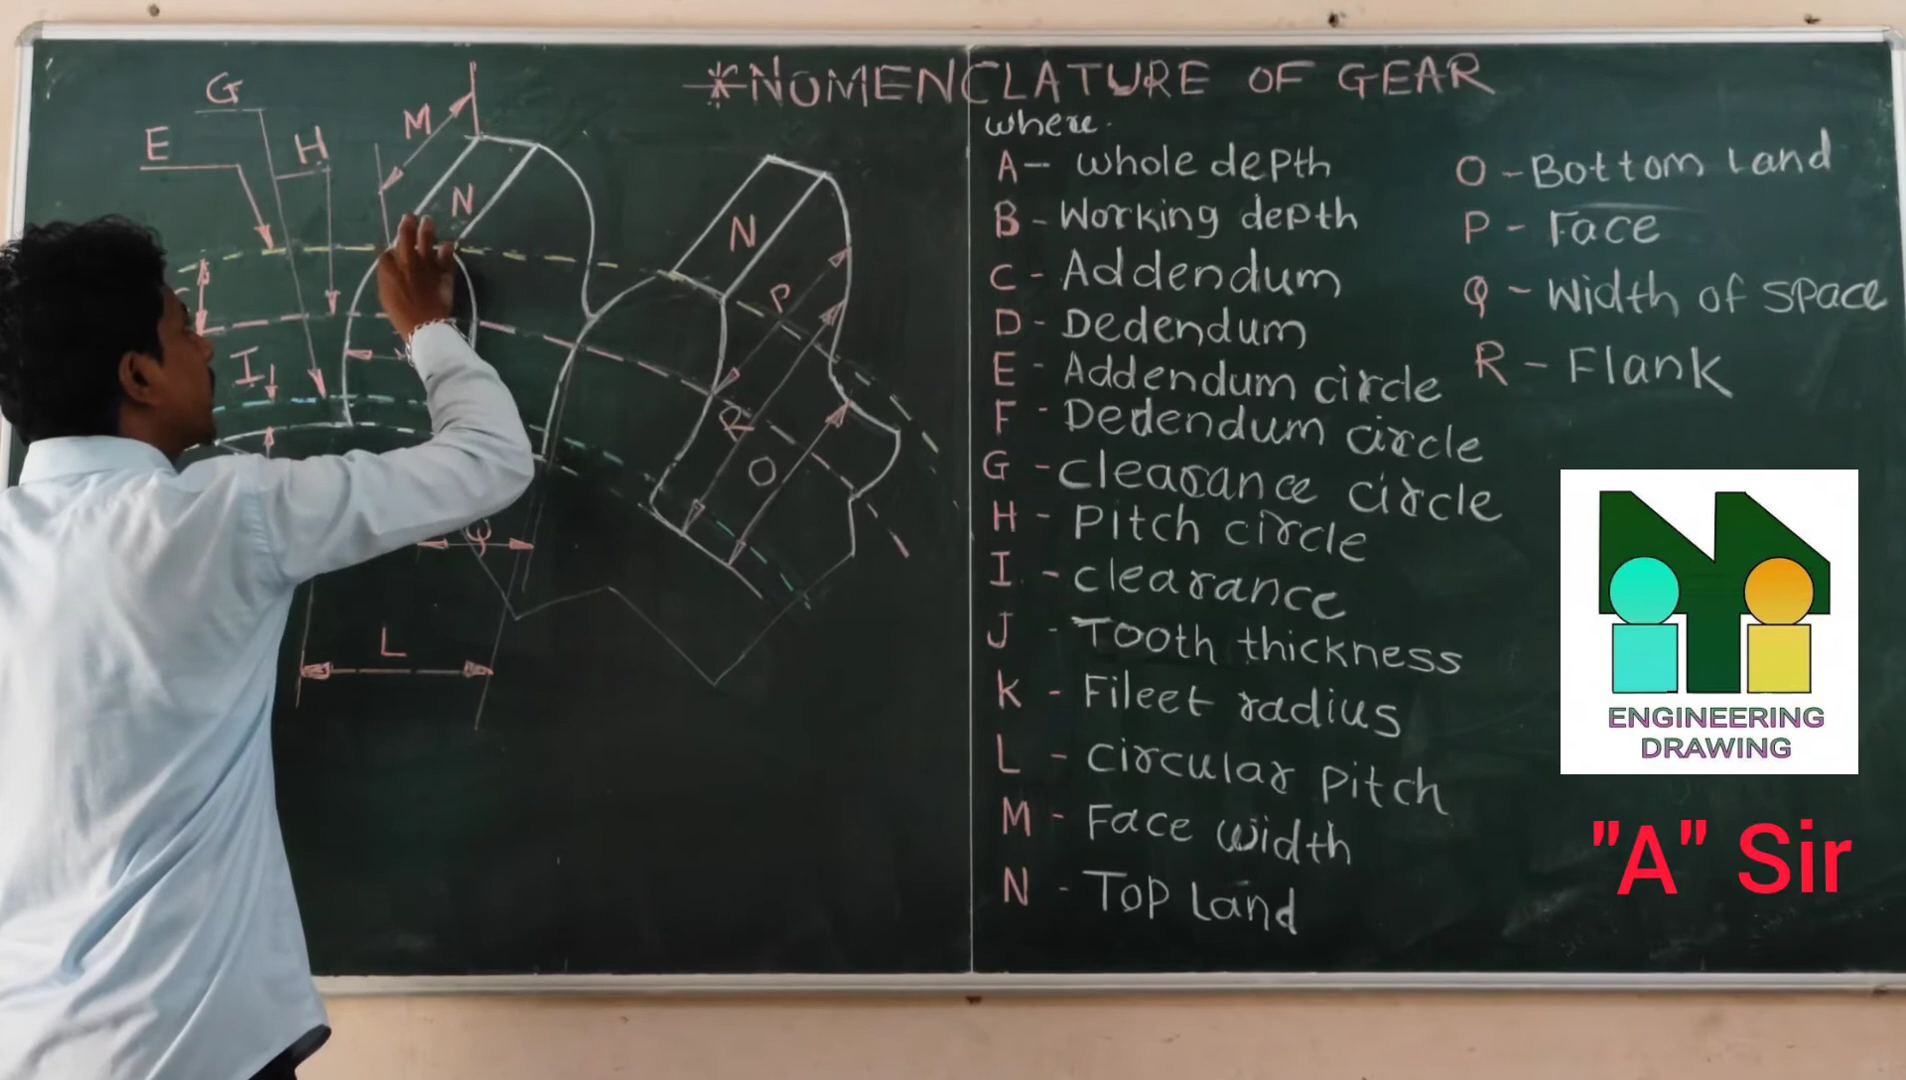 *NOMENCLATURE OF GEAR
where.
A - Whole depth
B - Working depth
C - Addendum
D - Dedendum
E - Addendum circle
F - Dedendum circle
G - Clearance circle
H - Pitch circle
I - clearance
J - Tooth thickness
K - Fileet radius
L - Circular pitch
M - Face width
N - Top Land
O - Bottom Land
P - Face
Q - Width of space
R - Flank
G
E
H
M
N
N
P
I
R
O
Q
L
ENGINEERING
DRAWING
"A" Sir